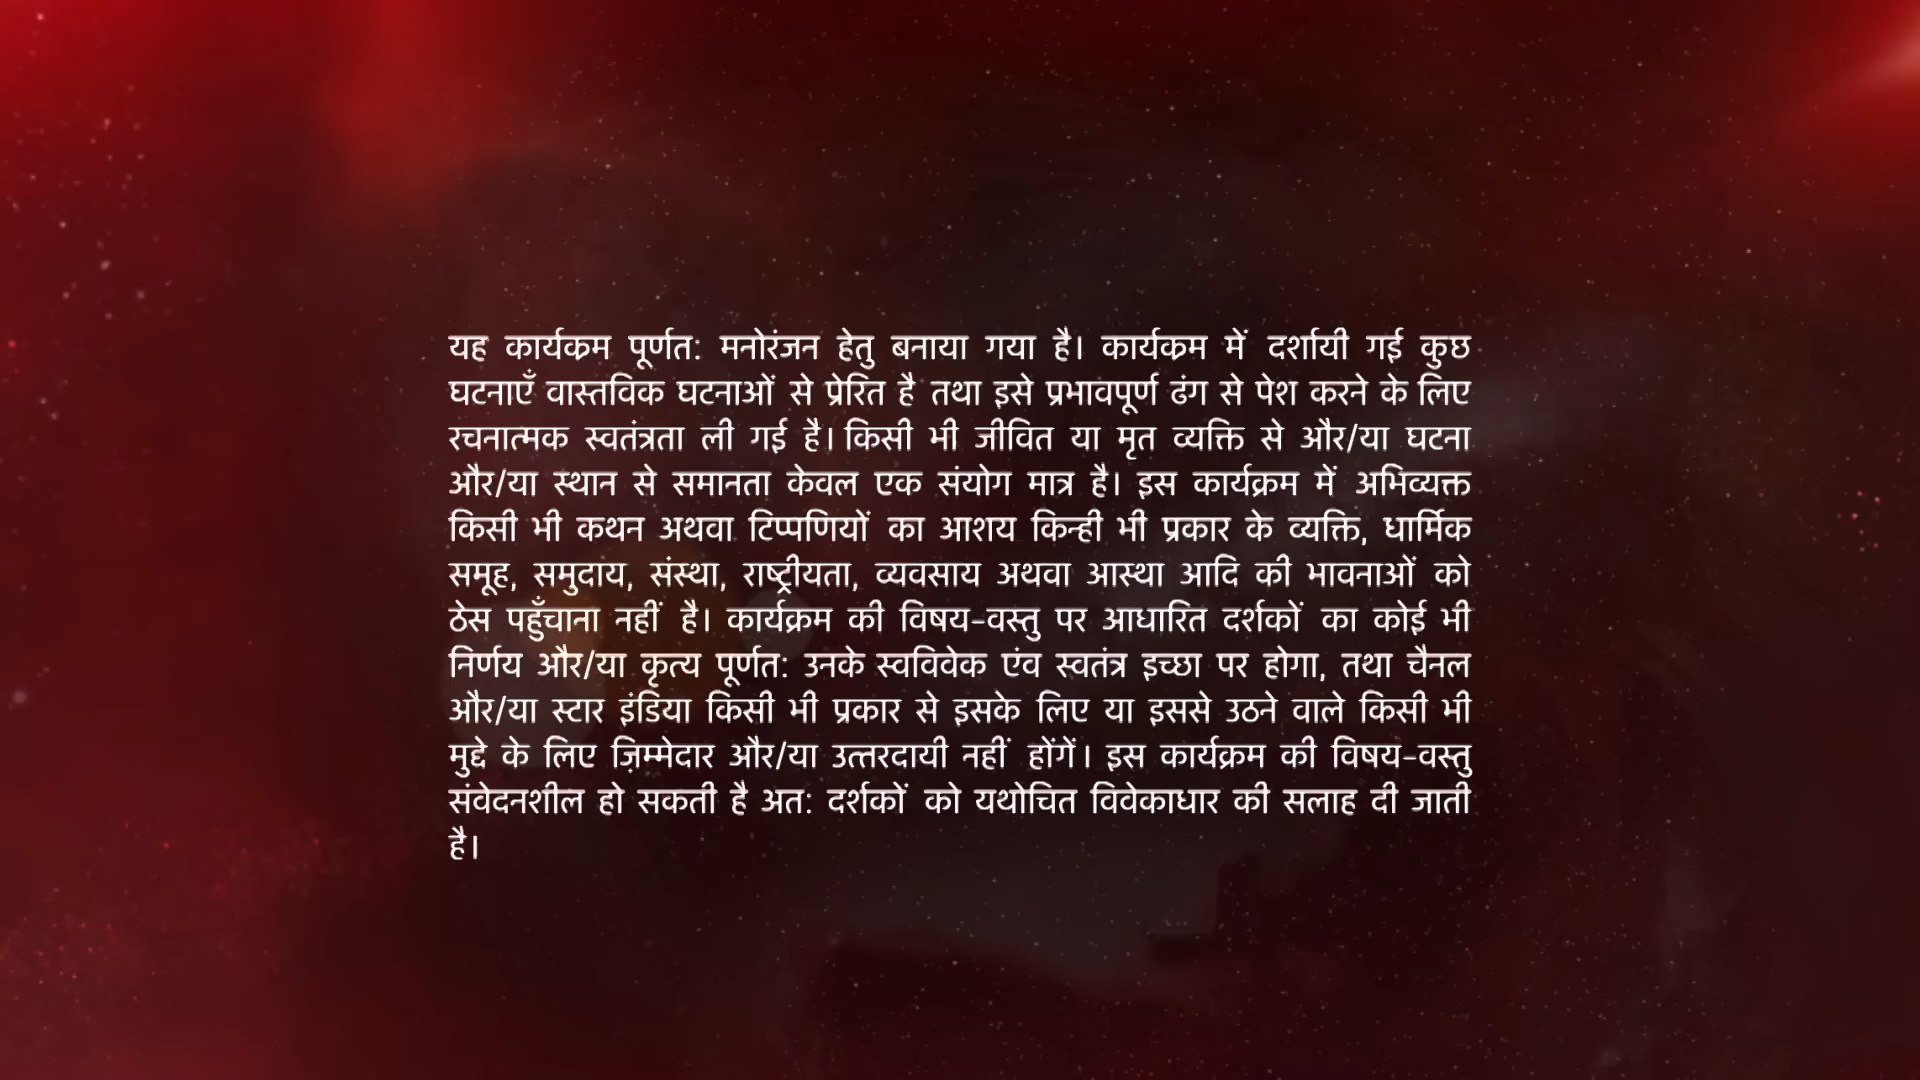 यह कार्यक्रम पूर्णत: मनोरंजन हेतु बनाया गया है। कार्यक्रम में दर्शायी गई कुछ
घटनाएँ वास्तविक घटनाओं से प्रेरित है तथा इसे प्रभावपूर्ण ढंग से पेश करने के लिए
रचनात्मक स्वतंत्रता ली गई है। किसी भी जीवित या मृत व्यक्ति से और/या घटना
और/या स्थान से समानता केवल एक संयोग मात्र है। इस कार्यक्रम में अभिव्यक्त
किसी भी कथन अथवा टिप्पणियों का आशय किन्ही भी प्रकार के व्यक्ति, धार्मिक
समूह, समुदाय, संस्था, राष्ट्रीयता, व्यवसाय अथवा आस्था आदि की भावनाओं को
ठेस पहुँचाना नहीं है। कार्यक्रम की विषय-वस्तु पर आधारित दर्शकों का कोई भी
निर्णय और/या कृत्य पूर्णत: उनके स्वविवेक एंव स्वतंत्र इच्छा पर होगा, तथा चैनल
और/या स्टार इंडिया किसी भी प्रकार से इसके लिए या इससे उठने वाले किसी भी
मुद्दे के लिए ज़िम्मेदार और/या उत्तरदायी नहीं होंगें। इस कार्यक्रम की विषय-वस्तु
संवेदनशील हो सकती है अत: दर्शकों को यथोचित विवेकाधार की सलाह दी जाती
है।